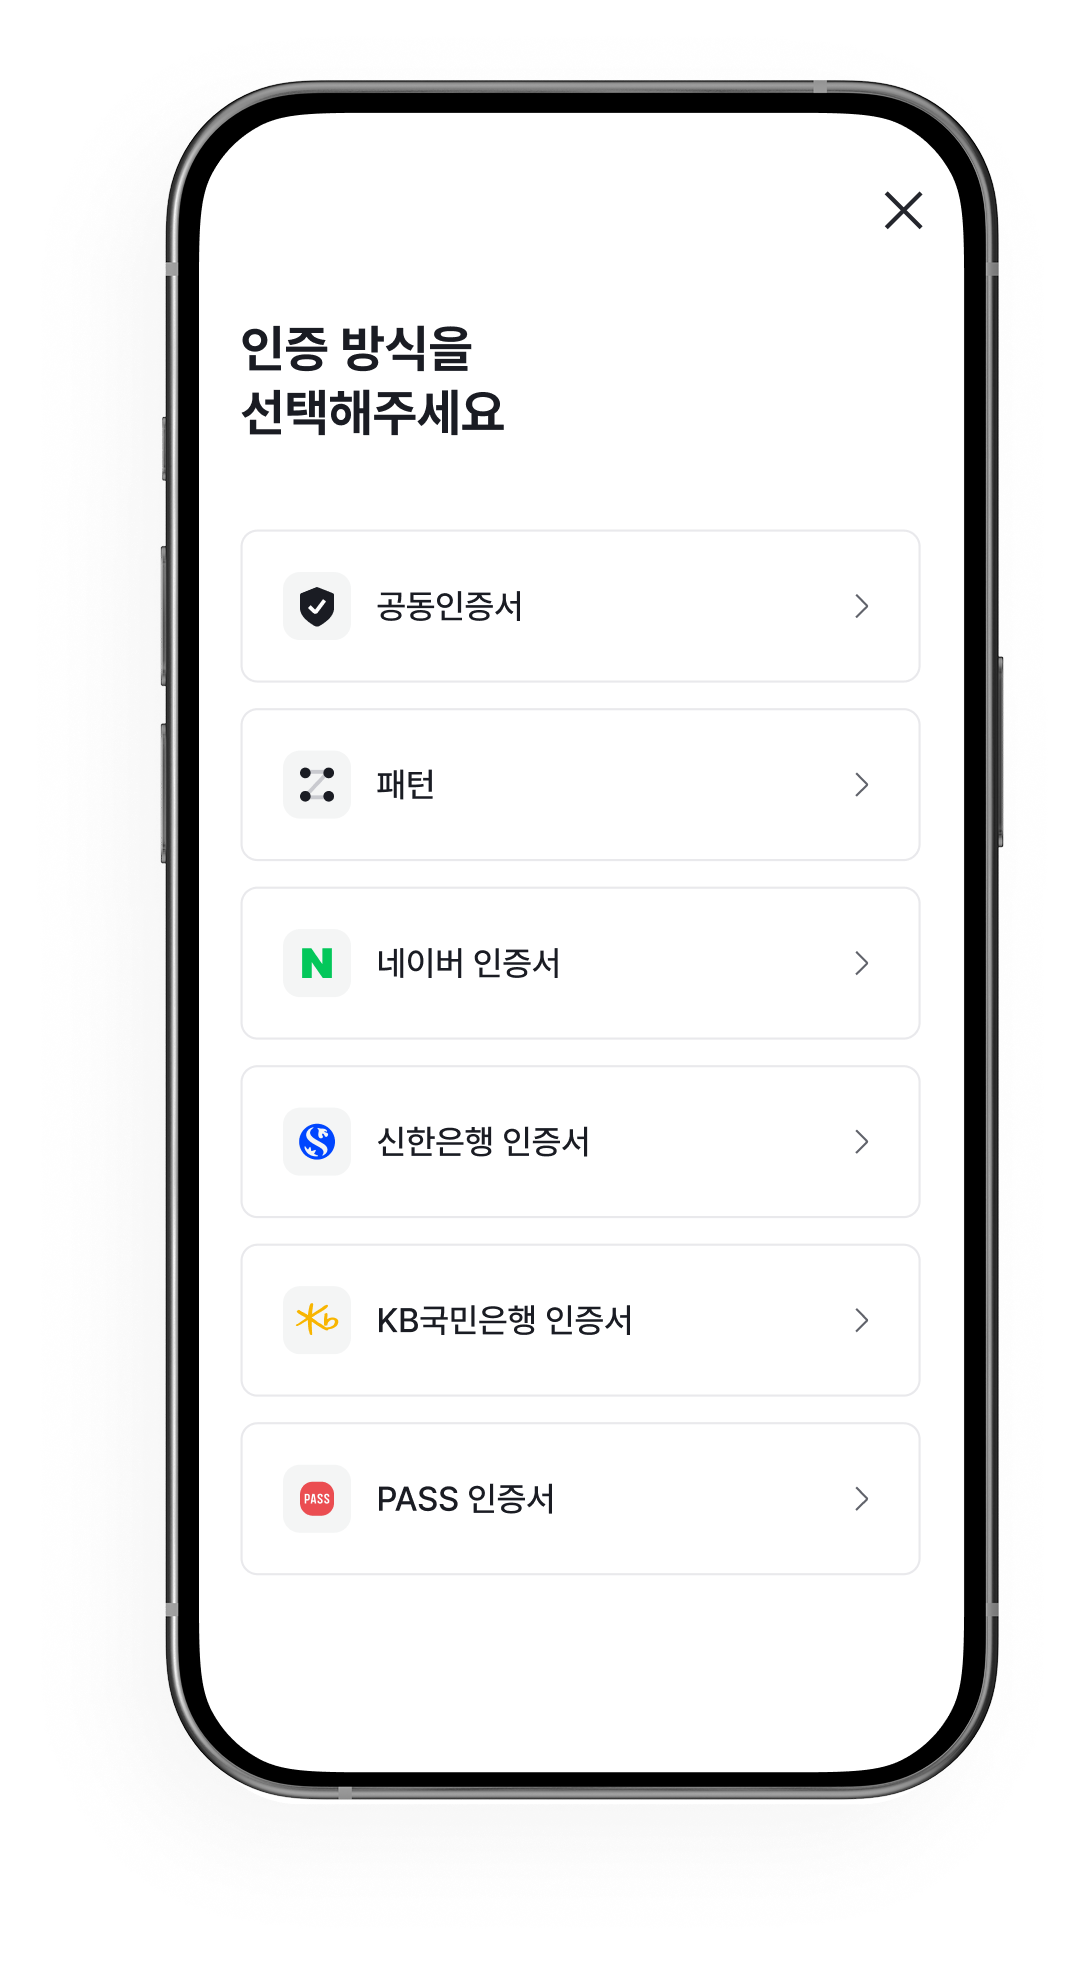 인증 방식을
선택해주세요
공동인증서
패턴
N
네이버 인증서
S
신한은행 인증서
Kb
KB국민은행 인증서
PASS
PASS 인증서